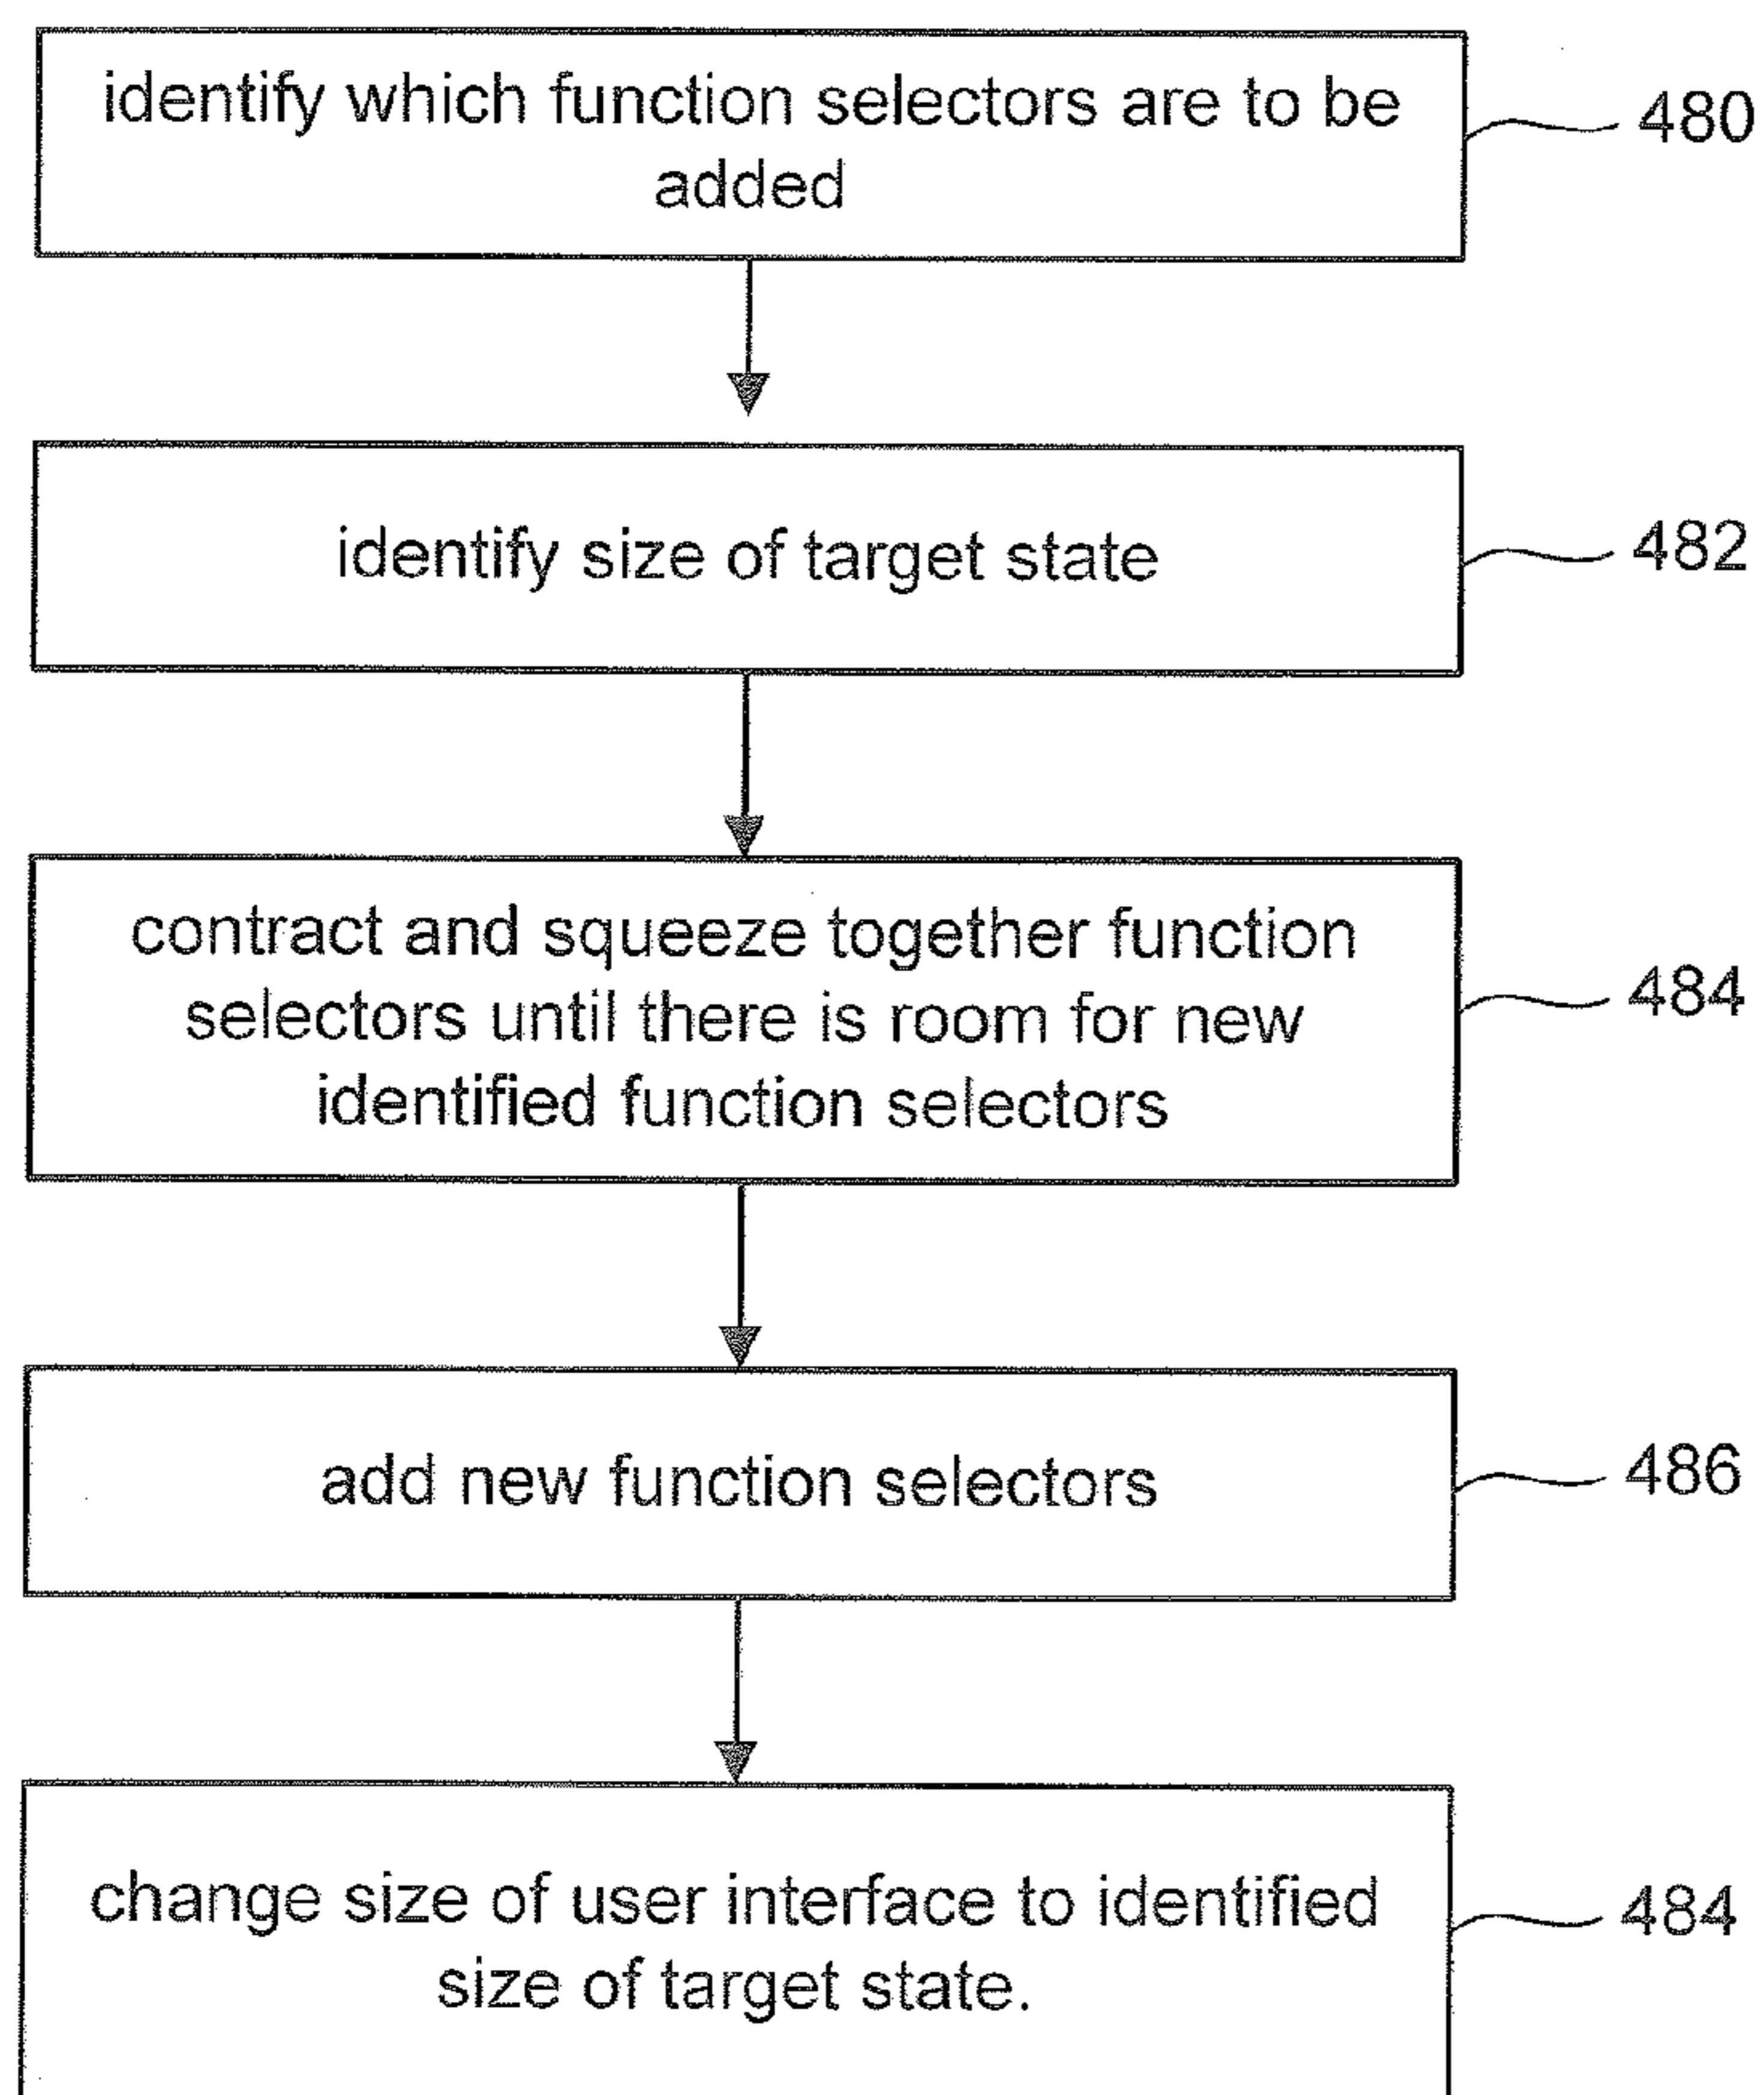 identify which function selectors are to be
added
480
identify size of target state
482
contract and squeeze together function
selectors until there is room for new
identified function selectors
484
add new function selectors
486
change size of user interface to identified
size of target state.
484